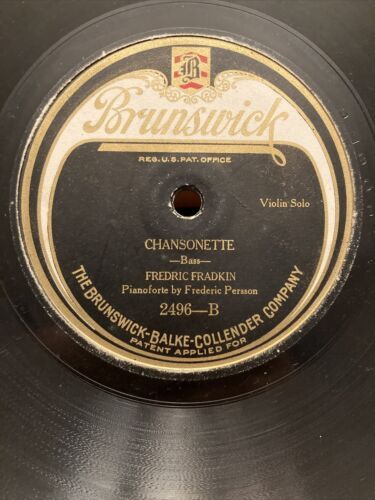 B
Brunswick
REG. U.S. PAT. OFFICE
Violin Solo
CHANSONETTE
—Bass—
FREDRIC FRADKIN
Pianoforte by Frederic Persson
2496—B
THE BRUNSWICK-BALKE-COLLENDER COMPANY
PATENT APPLIED FOR